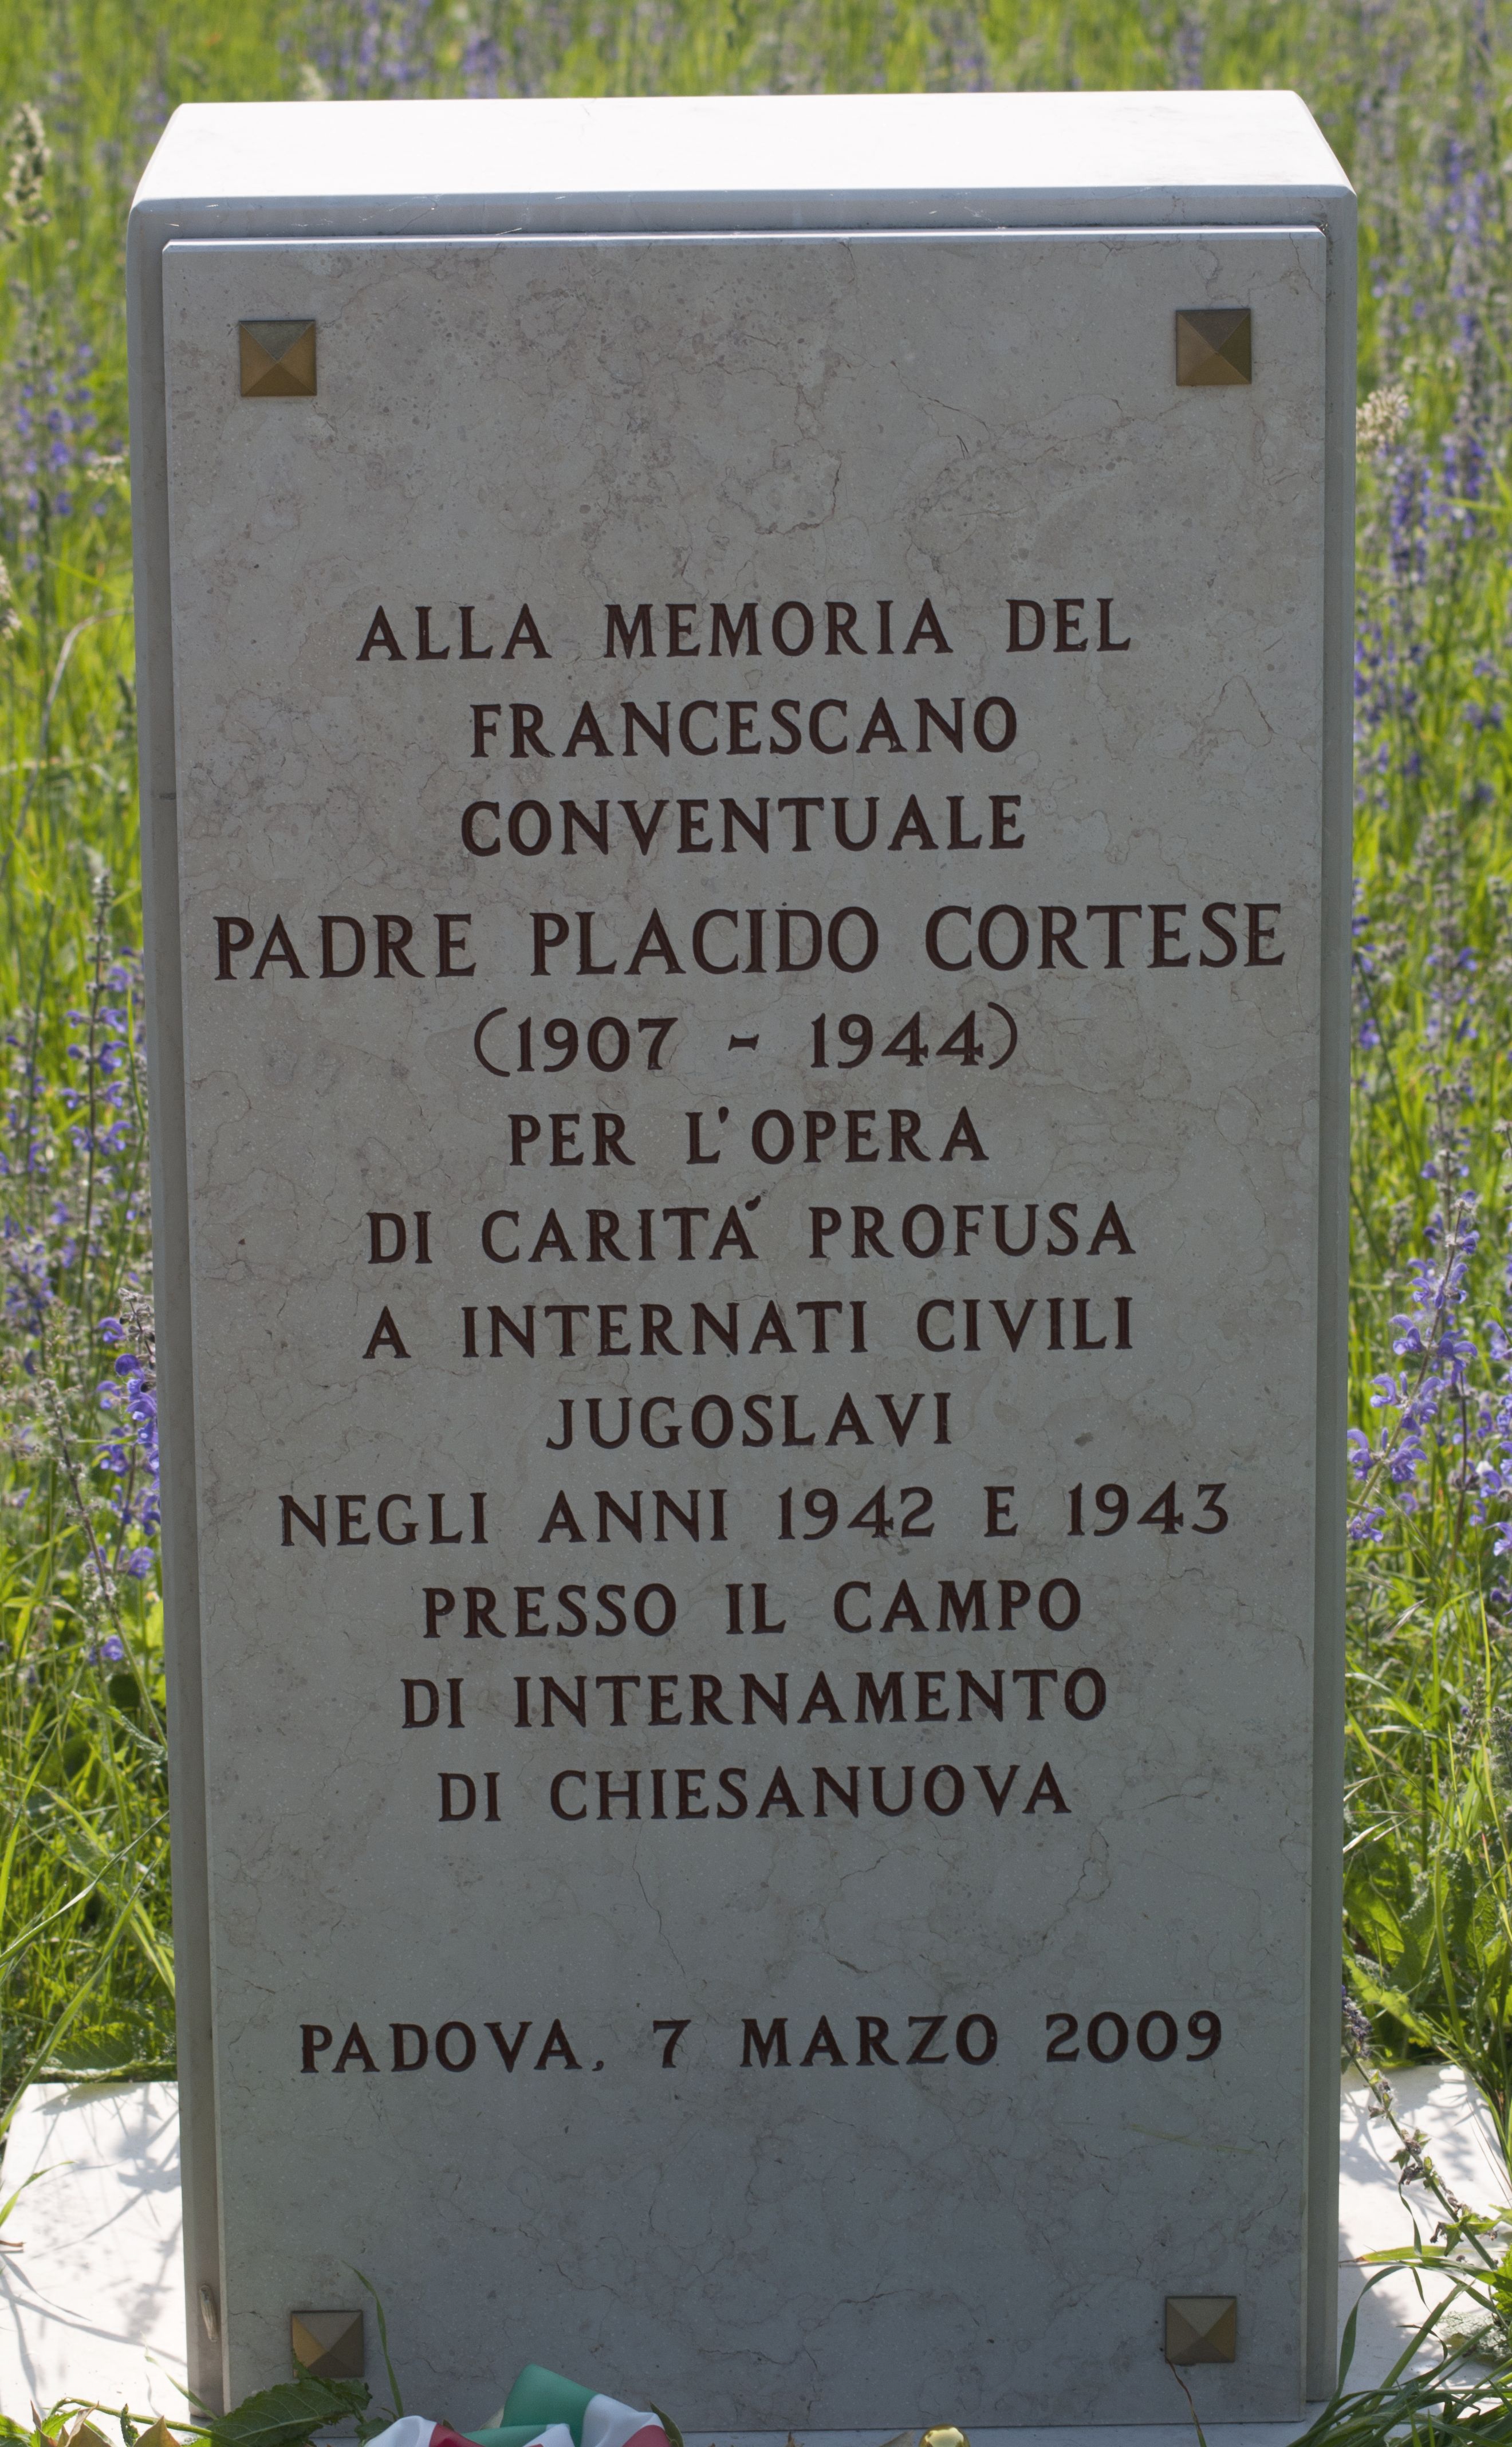 ALLA MEMORIA DEL
FRANCESCANO
CONVENTUALE
PADRE PLACIDO CORTESE
(1907 - 1944)
PER L'OPERA
DI CARITÁ PROFUSA
A INTERNATI CIVILI
JUGOSLAVI
NEGLI ANNI 1942 E 1943
PRESSO IL CAMPO
DI INTERNAMENTO
DI CHIESANUOVA
PADOVA, 7 MARZO 2009